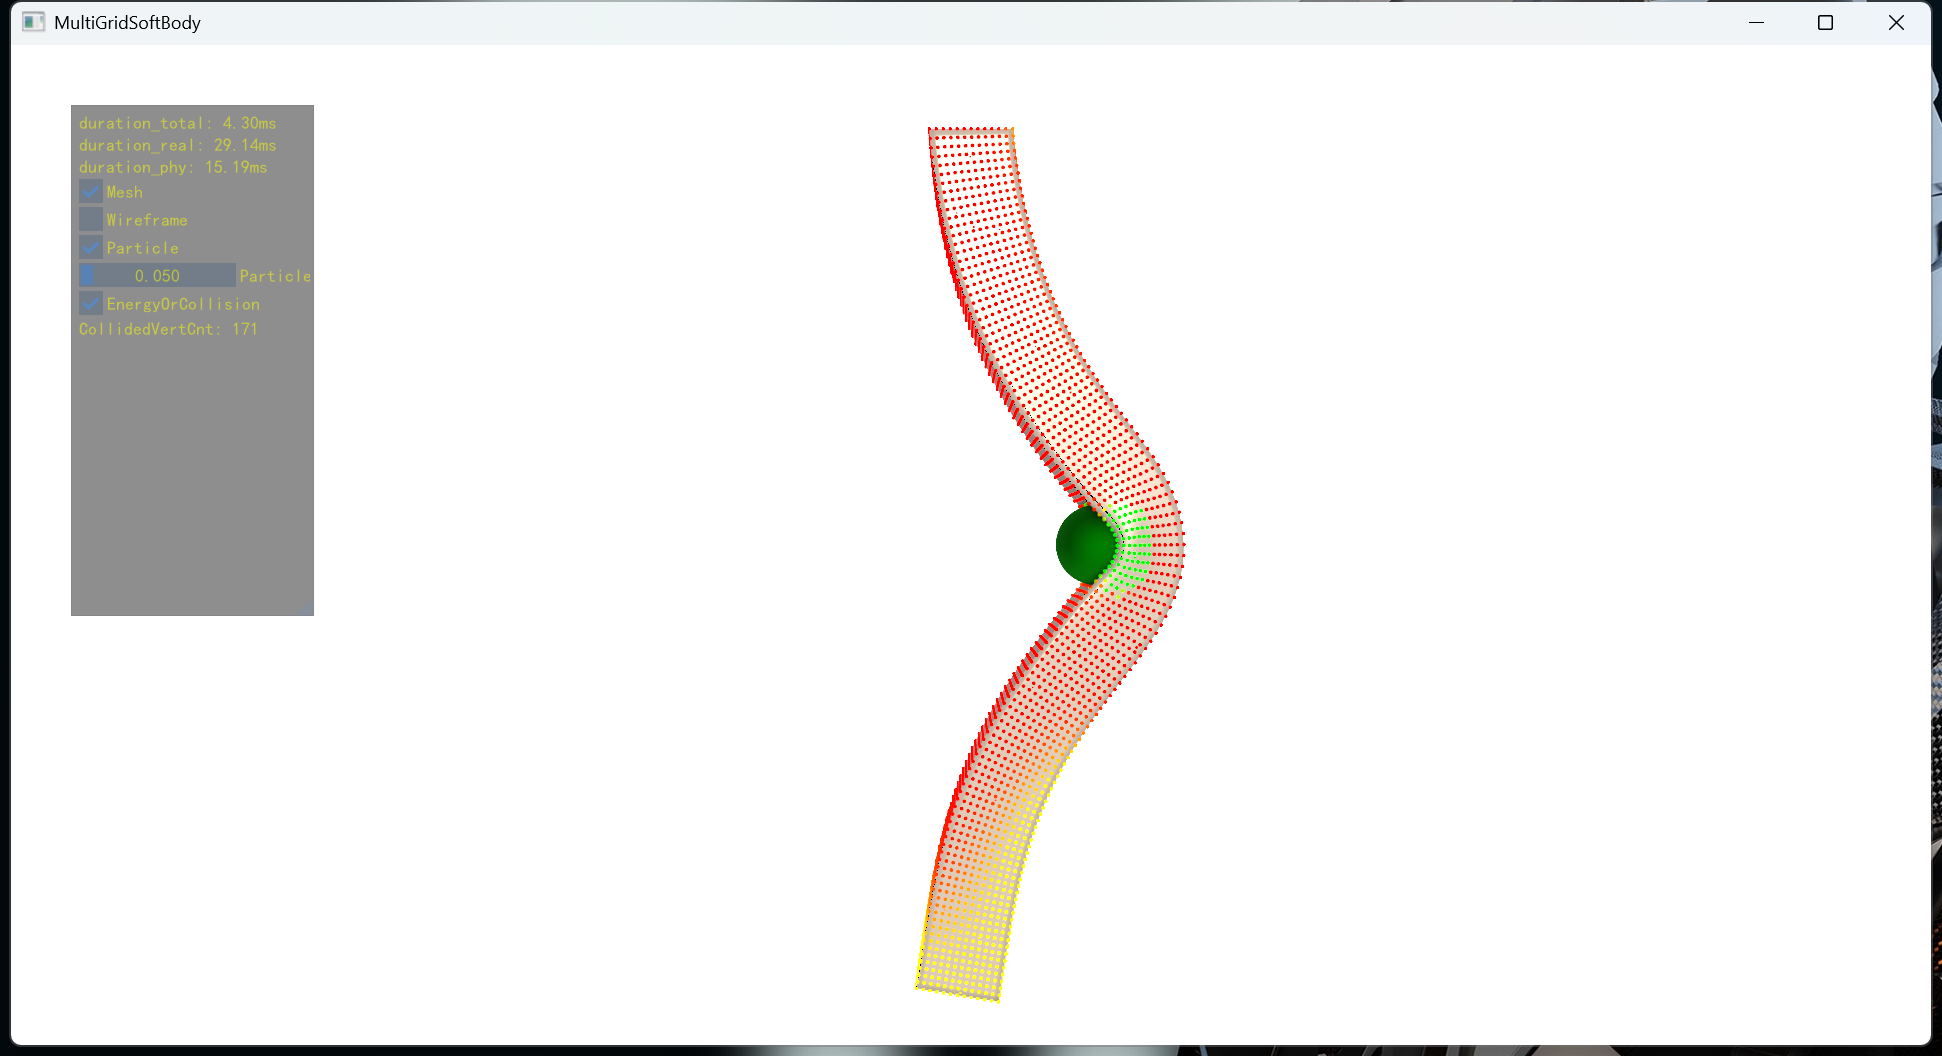 MultiGridSoftBody
duration_total: 4.30ms
duration_real: 29.14ms
duration_phy: 15.19ms
Mesh
Wireframe
Particle
0.050 Particle
EnergyOrCollision
CollidedVertCnt: 171